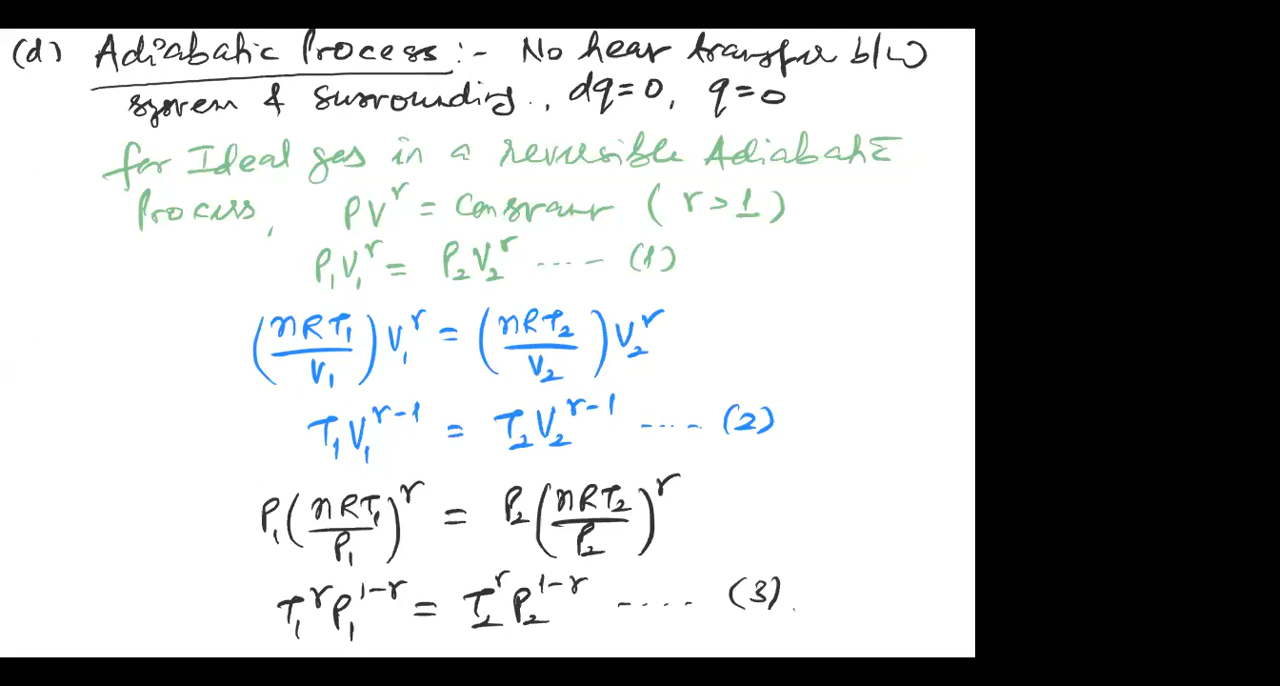 (d) Adiabatic Process :- No heat transfer b/w
system & surrounding, dq=0, q=0
for Ideal gas in a reversible Adiabatic
Process, PV^r = Constant (r>1)
P₁V₁^r = P₂V₂^r ..... (1)
(nRT₁/V₁)V₁^r = (nRT₂/V₂)V₂^r
T₁V₁^(r-1) = T₂V₂^(r-1) ..... (2)
P₁(nRT₁/P₁)^r = P₂(nRT₂/P₂)^r
T₁^r P₁^(1-r) = T₂^r P₂^(1-r) ..... (3).